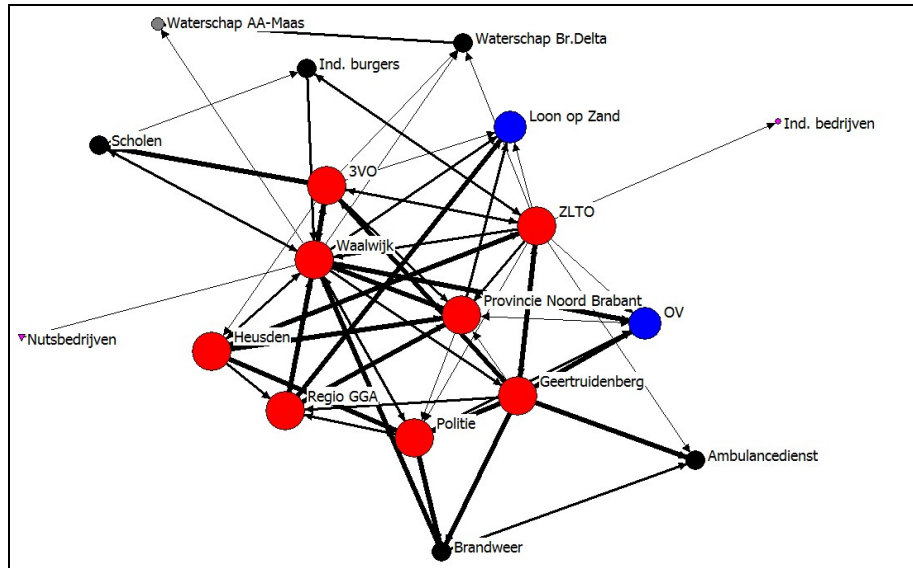 Waterschap AA-Maas
Waterschap Br.Delta
Ind. burgers
Loon op Zand
Ind. bedrijven
Scholen
3VO
ZLTO
Waalwijk
Provincie Noord Brabant
OV
Nutsbedrijven
Heusden
Geertruidenberg
Regio GGA
Politie
Ambulancedienst
Brandweer